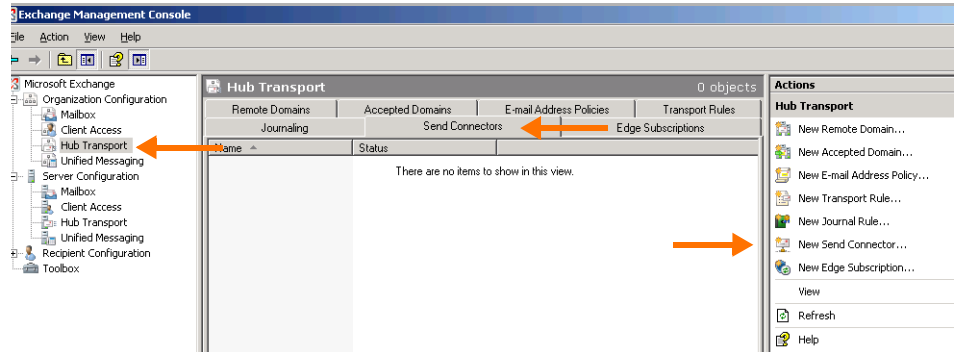 Exchange Management Console
File Action View Help
Microsoft Exchange
Organization Configuration
Mailbox
Client Access
Hub Transport
Unified Messaging
Server Configuration
Mailbox
Client Access
Hub Transport
Unified Messaging
Recipient Configuration
Toolbox
Hub Transport 0 objects
Remote Domains Accepted Domains E-mail Address Policies Transport Rules
Journaling Send Connectors Edge Subscriptions
Name Status
There are no items to show in this view.
Actions
Hub Transport
New Remote Domain...
New Accepted Domain...
New E-mail Address Policy...
New Transport Rule...
New Journal Rule...
New Send Connector...
New Edge Subscription...
View
Refresh
Help